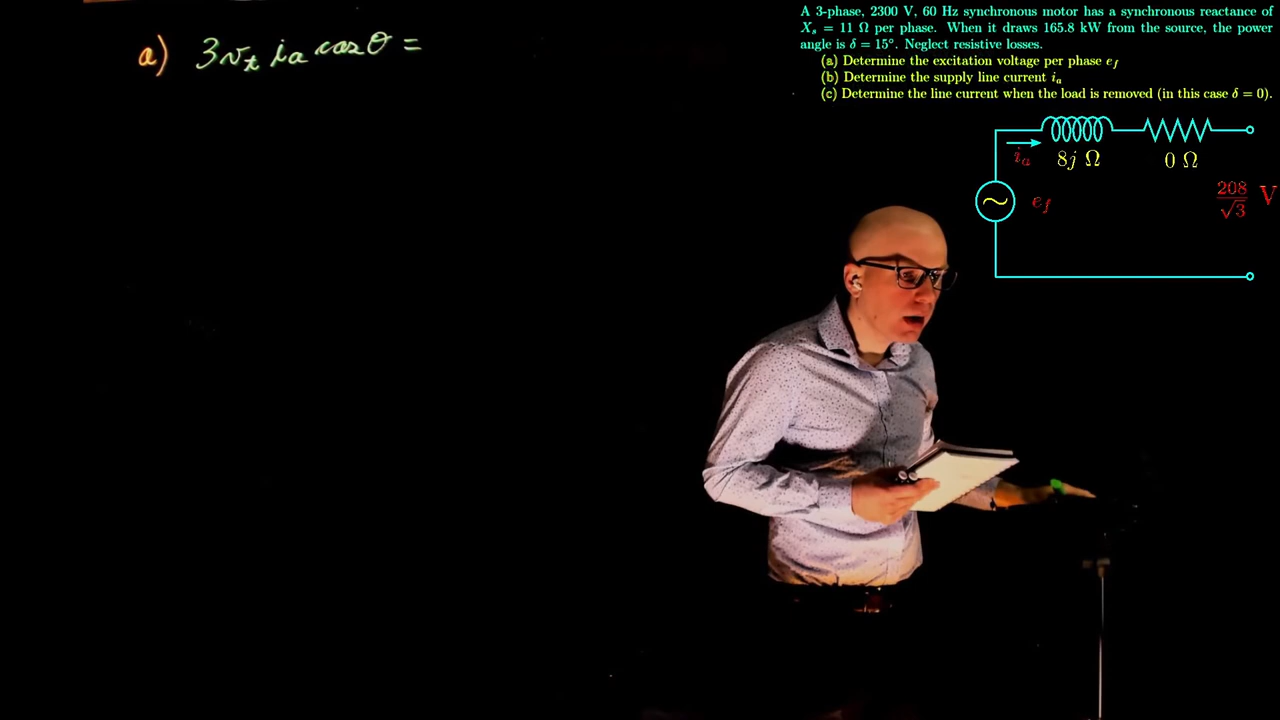 A 3-phase, 2300 V, 60 Hz synchronous motor has a synchronous reactance of
Xₛ = 11 Ω per phase. When it draws 165.8 kW from the source, the power
angle is δ = 15°. Neglect resistive losses.
(a) Determine the excitation voltage per phase e_f
(b) Determine the supply line current i_a
(c) Determine the line current when the load is removed (in this case δ = 0).
a) 3v_t i_a cos θ =
i_a
8j Ω
0 Ω
e_f
208/√3 V